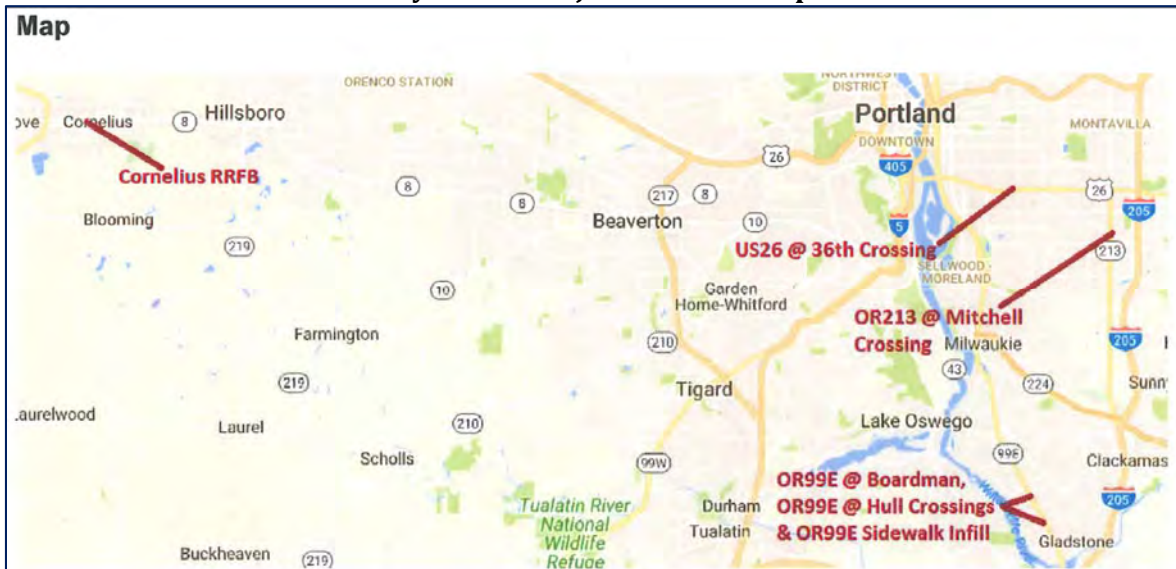 Map
ORENCO STATION
NORTHWEST
DISTRICT
Portland
ove
Cornelius
8
Hillsboro
DOWNTOWN
MONTAVILLA
26
405
Cornelius RRFB
8
8
217
8
26
205
Blooming
219
Beaverton
10
5
US26 @ 36th Crossing
213
SELLWOOD -
MORELAND
10
Garden
Home-Whitford
OR213 @ Mitchell
Crossing
Farmington
210
Milwaukie
205
219
43
224
Sunn
Tigard
Laurel
210
Lake Oswego
Scholls
99W
99E
Clackamas
OR99E @ Boardman,
OR99E @ Hull Crossings
& OR99E Sidewalk Infill
205
Tualatin River
National
Wildlife
Refuge
Durham
Tualatin
Gladstone
Buckheaven
219